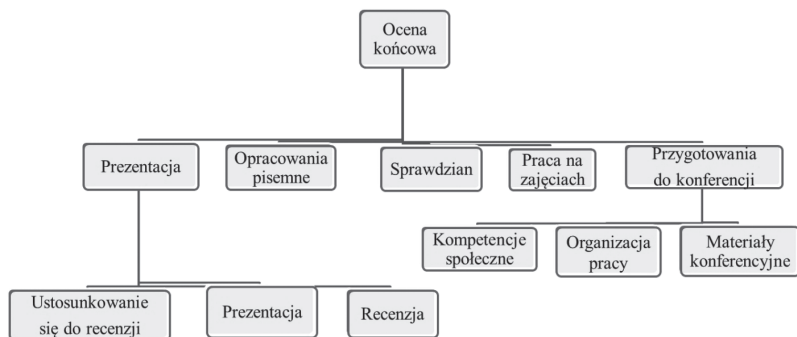 Ocena
końcowa
Prezentacja
Opracowania
pisemne
Sprawdzian
Praca na
zajęciach
Przygotowania
do konferencji
Kompetencje
społeczne
Organizacja
pracy
Materiały
konferencyjne
Ustosunkowanie
się do recenzji
Prezentacja
Recenzja